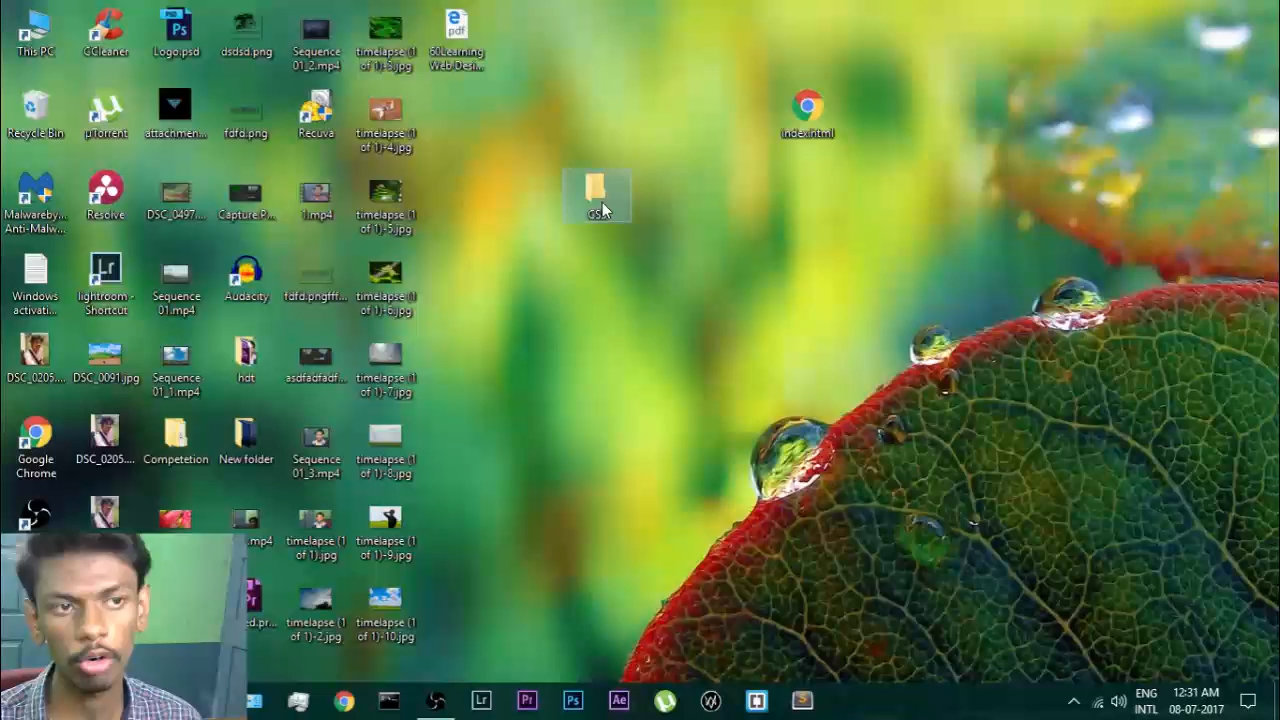 This PC
CCleaner
Logo.psd
dsdsd.png
Sequence
01_2.mp4
timelapse (1
of 1)-3.jpg
60Learning
Web Desi...
Recycle Bin
µTorrent
attachmen...
fdfd.png
Recuva
timelapse (1
of 1)-4.jpg
index.html
Malwareby...
Anti-Malw...
Resolve
DSC_0497....
Capture.P...
1.mp4
timelapse (1
of 1)-5.jpg
Windows
activati...
lightroom -
Shortcut
Sequence
01.mp4
Audacity
fdfd.pngfff...
timelapse (1
of 1)-6.jpg
DSC_0205....
DSC_0091.jpg
Sequence
01_1.mp4
hdt
asdfadfadf...
timelapse (1
of 1)-7.jpg
Google
Chrome
DSC_0205....
Competetion
New folder
Sequence
01_3.mp4
timelapse (1
of 1)-8.jpg
.mp4
timelapse (1
of 1).jpg
timelapse (1
of 1)-9.jpg
timelapse (1
of 1)-2.jpg
timelapse (1
of 1)-10.jpg
ENG
INTL
12:31 AM
08-07-2017